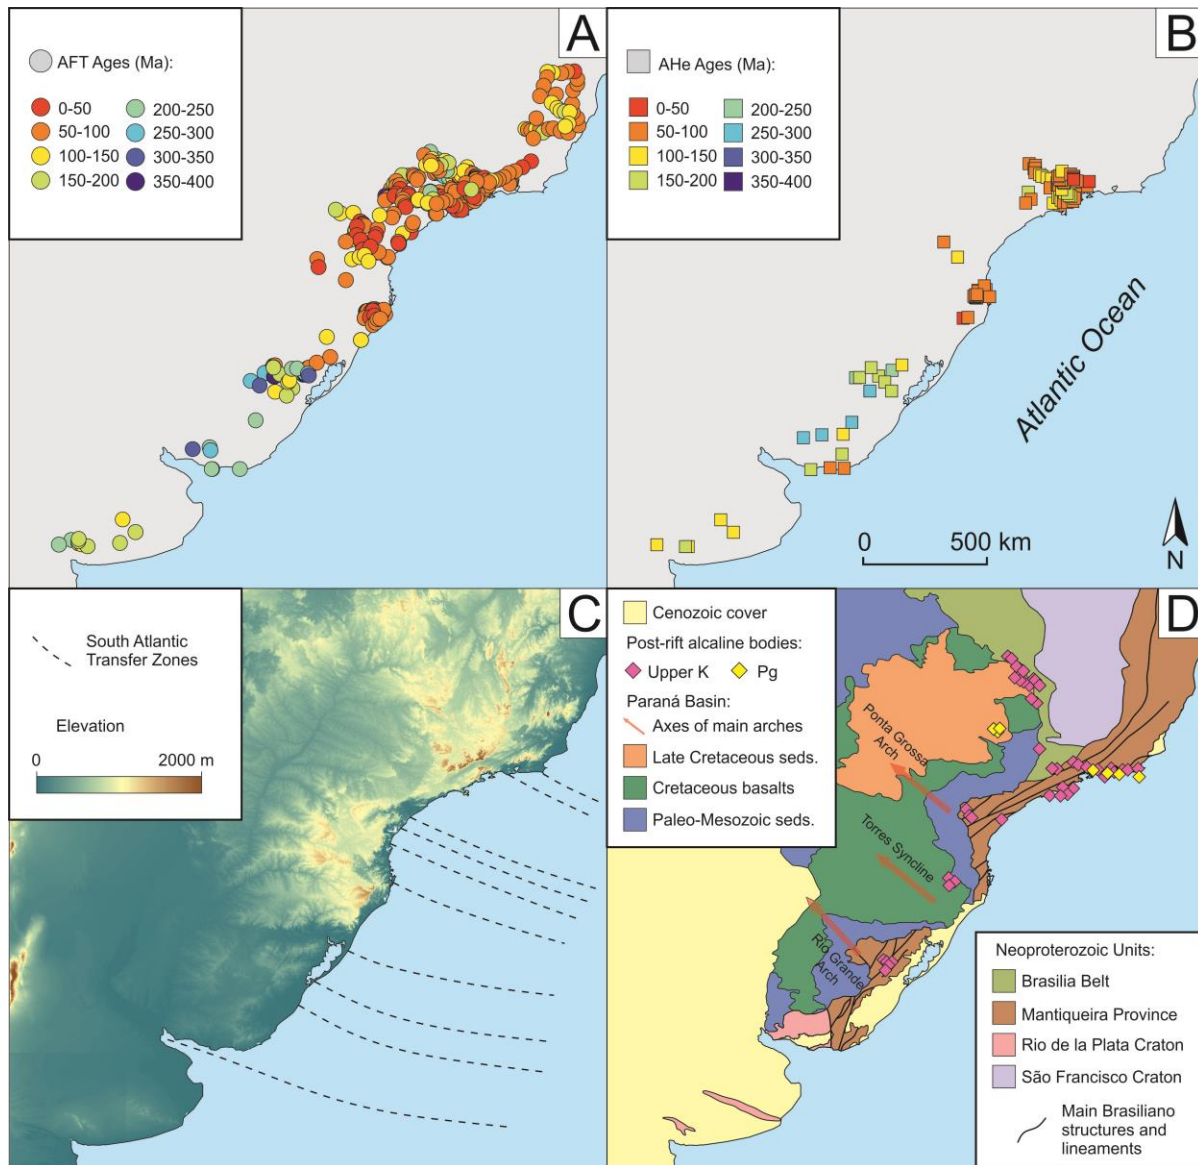 A
AFT Ages (Ma):
0-50
200-250
50-100
250-300
100-150
300-350
150-200
350-400
B
AHe Ages (Ma):
0-50
200-250
50-100
250-300
100-150
300-350
150-200
350-400
Atlantic Ocean
0 500 km
N
C
South Atlantic
Transfer Zones
Elevation
0 2000 m
D
Cenozoic cover
Post-rift alcaline bodies:
Upper K
Pg
Paraná Basin:
Axes of main arches
Late Cretaceous seds.
Cretaceous basalts
Paleo-Mesozoic seds.
Ponta Grossa
Arch
Torres Syncline
Rio Grande
Arch
Neoproterozoic Units:
Brasilia Belt
Mantiqueira Province
Rio de la Plata Craton
São Francisco Craton
Main Brasiliano
structures and
lineaments